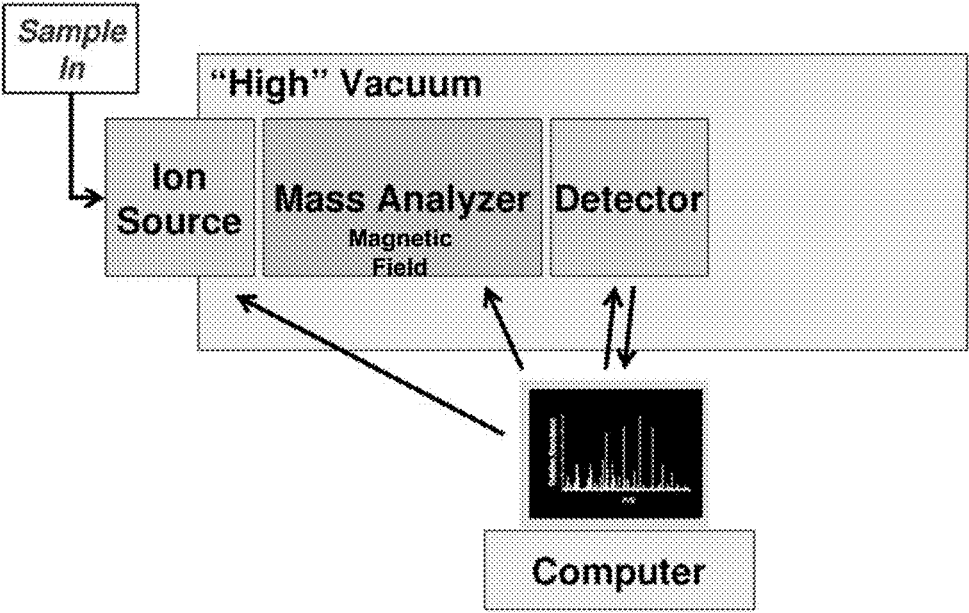 Sample
In
“High” Vacuum
Ion
Source
Mass Analyzer
Magnetic
Field
Detector
Computer